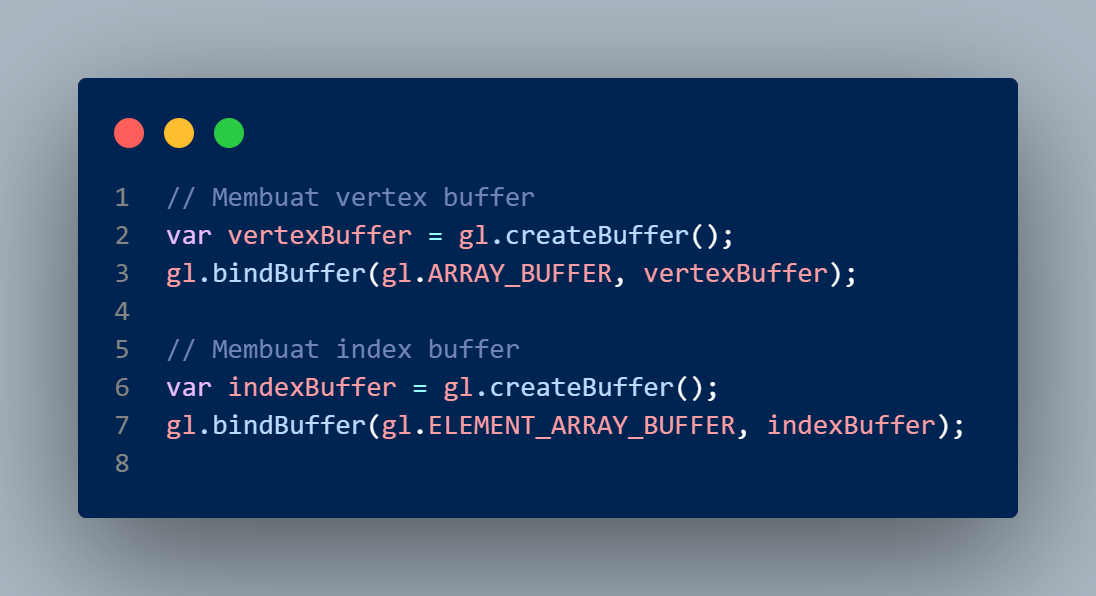 1 // Membuat vertex buffer
2 var vertexBuffer = gl.createBuffer();
3 gl.bindBuffer(gl.ARRAY_BUFFER, vertexBuffer);
4
5 // Membuat index buffer
6 var indexBuffer = gl.createBuffer();
7 gl.bindBuffer(gl.ELEMENT_ARRAY_BUFFER, indexBuffer);
8